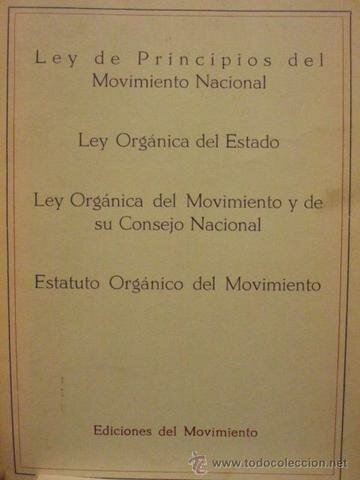 Ley de Principios del
Movimiento Nacional
Ley Orgánica del Estado
Ley Orgánica del Movimiento y de
su Consejo Nacional
Estatuto Orgánico del Movimiento
Ediciones del Movimiento
www.todocoleccion.net